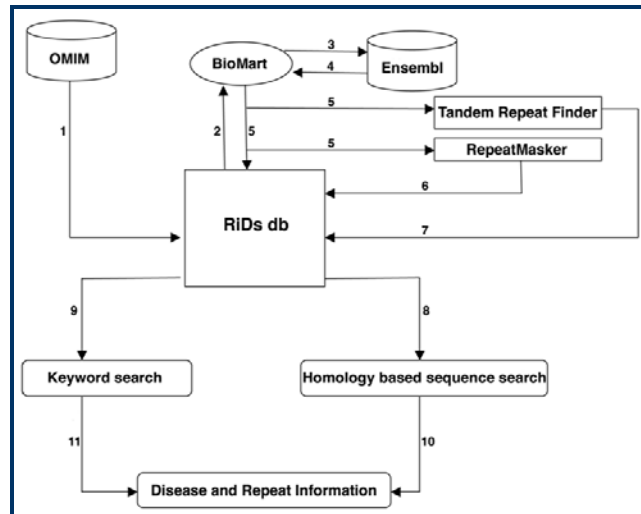 OMIM
BioMart
3
4
Ensembl
1
2
5
5
Tandem Repeat Finder
5
RepeatMasker
6
RiDs db
7
9
8
Keyword search
Homology based sequence search
11
10
Disease and Repeat Information